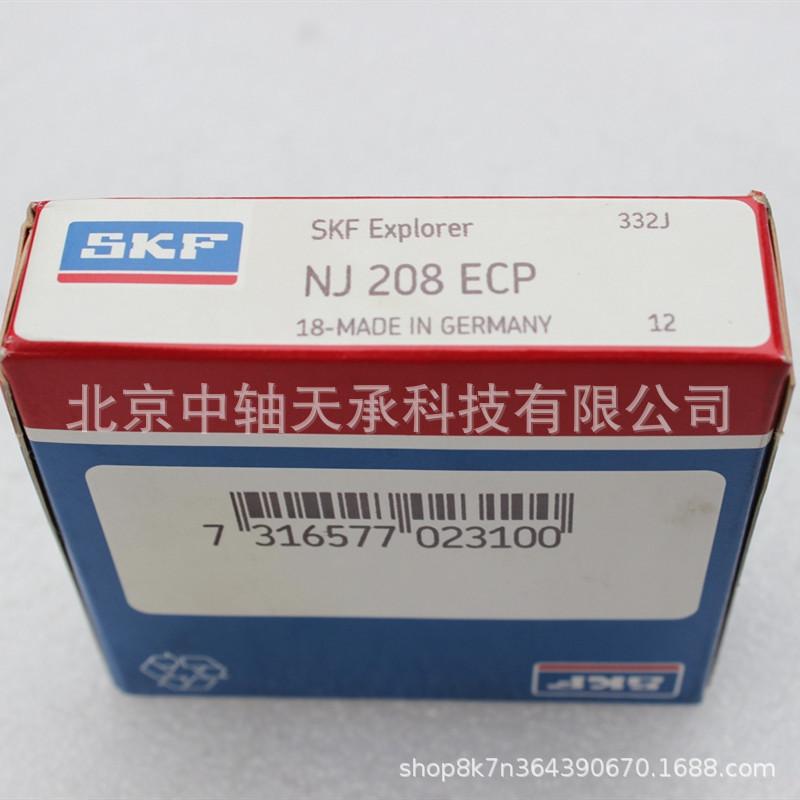 SKF
SKF Explorer
332J
NJ 208 ECP
18-MADE IN GERMANY
12
北京中轴天承科技有限公司
7 316577 023100
SKF
shop8k7n364390670.1688.com